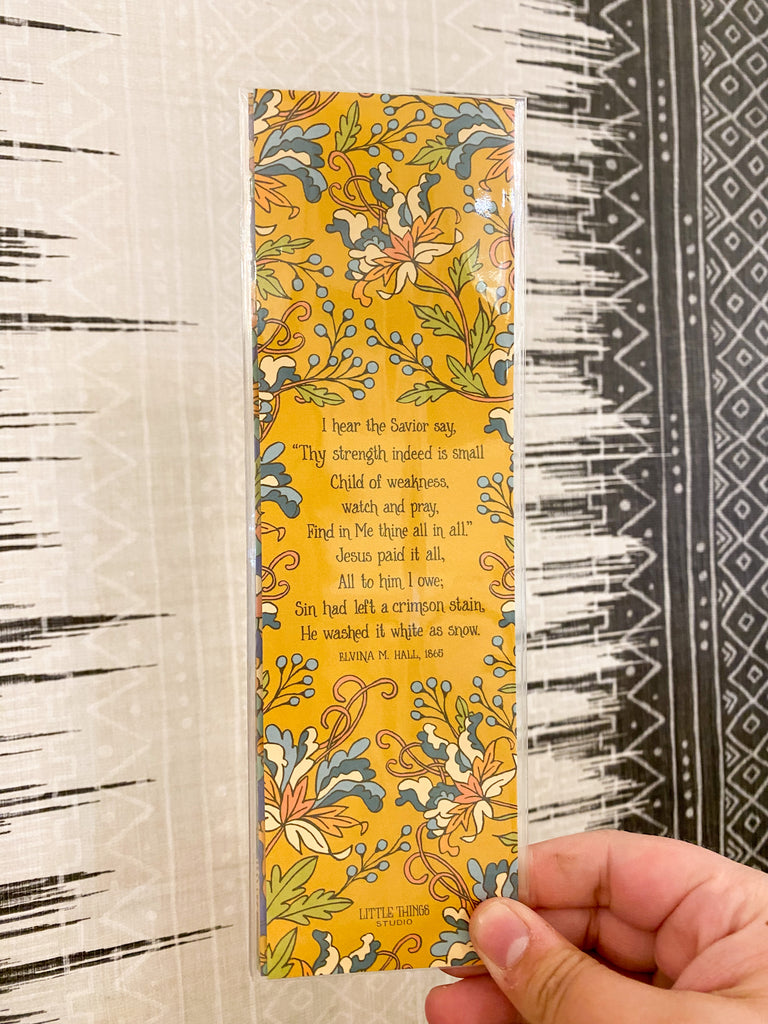 I hear the Savior say,
“Thy strength indeed is small
Child of weakness,
watch and pray,
Find in Me thine all in all.”
Jesus paid it all,
All to him I owe;
Sin had left a crimson stain,
He washed it white as snow.
ELVINA M. HALL, 1865
LITTLE THINGS
STUDIO